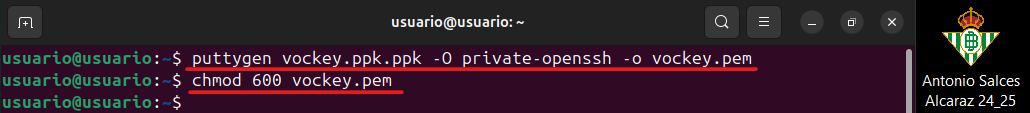 usuario@usuario: ~
usuario@usuario:~$ puttygen vockey.ppk.ppk -O private-openssh -o vockey.pem
usuario@usuario:~$ chmod 600 vockey.pem
usuario@usuario:~$
Antonio Salces
Alcaraz 24_25